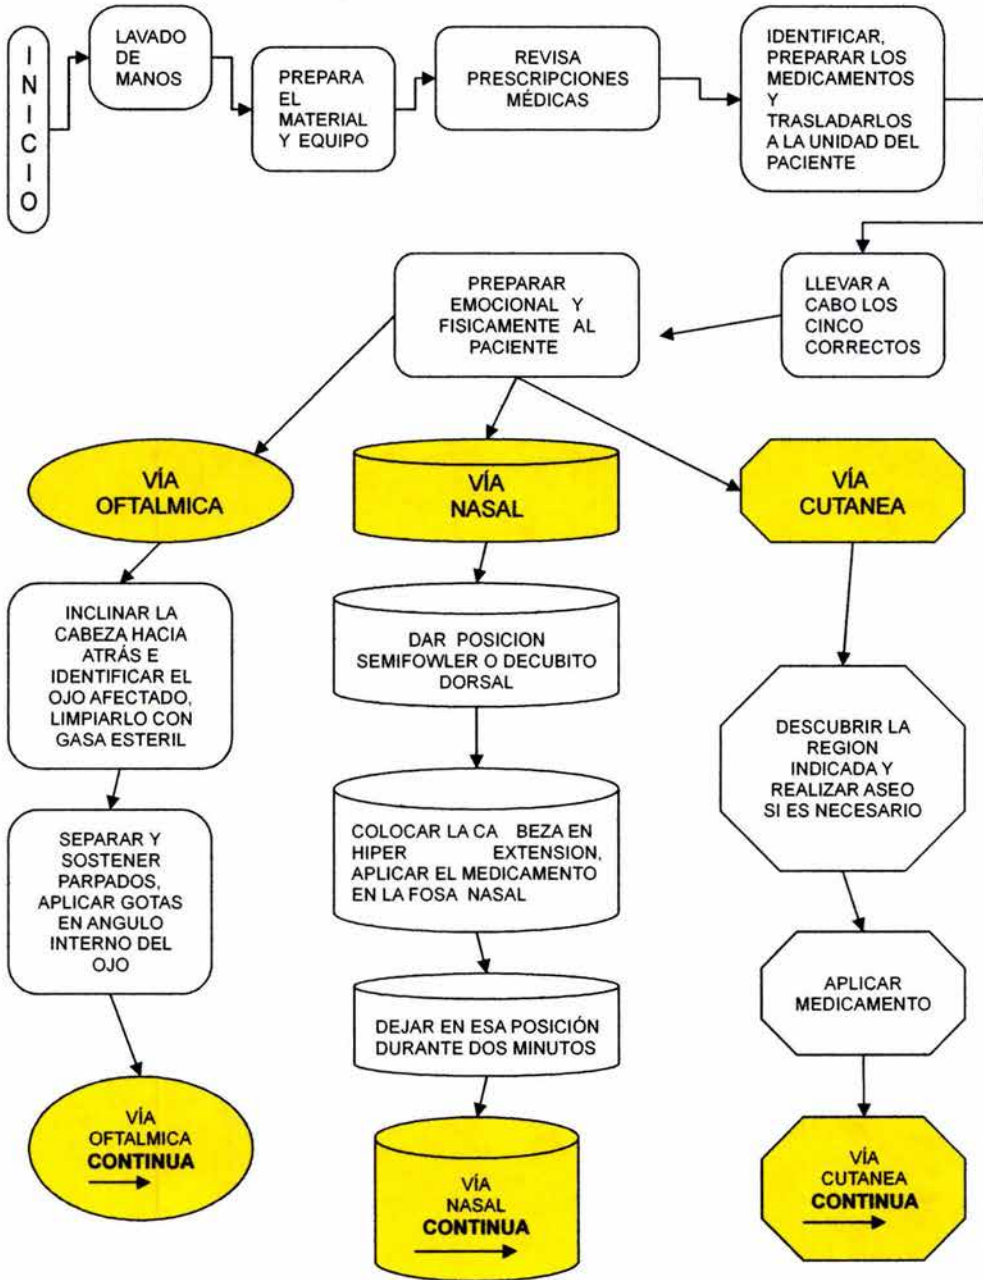 INICIO
LAVADO
DE
MANOS
PREPARA
EL
MATERIAL
Y EQUIPO
REVISA
PRESCRIPCIONES
MÉDICAS
IDENTIFICAR,
PREPARAR LOS
MEDICAMENTOS
Y
TRASLADARLOS
A LA UNIDAD DEL
PACIENTE
LLEVAR A
CABO LOS
CINCO
CORRECTOS
PREPARAR
EMOCIONAL Y
FISICAMENTE AL
PACIENTE
VÍA
OFTALMICA
INCLINAR LA
CABEZA HACIA
ATRÁS E
IDENTIFICAR EL
OJO AFECTADO,
LIMPIARLO CON
GASA ESTERIL
SEPARAR Y
SOSTENER
PARPADOS,
APLICAR GOTAS
EN ANGULO
INTERNO DEL
OJO
VÍA
OFTALMICA
CONTINUA
VÍA
NASAL
DAR POSICION
SEMIFOWLER O DECUBITO
DORSAL
COLOCAR LA CA BEZA EN
HIPER EXTENSION,
APLICAR EL MEDICAMENTO
EN LA FOSA NASAL
DEJAR EN ESA POSICIÓN
DURANTE DOS MINUTOS
VÍA
NASAL
CONTINUA
VÍA
CUTANEA
DESCUBRIR LA
REGION
INDICADA Y
REALIZAR ASEO
SI ES NECESARIO
APLICAR
MEDICAMENTO
VÍA
CUTANEA
CONTINUA